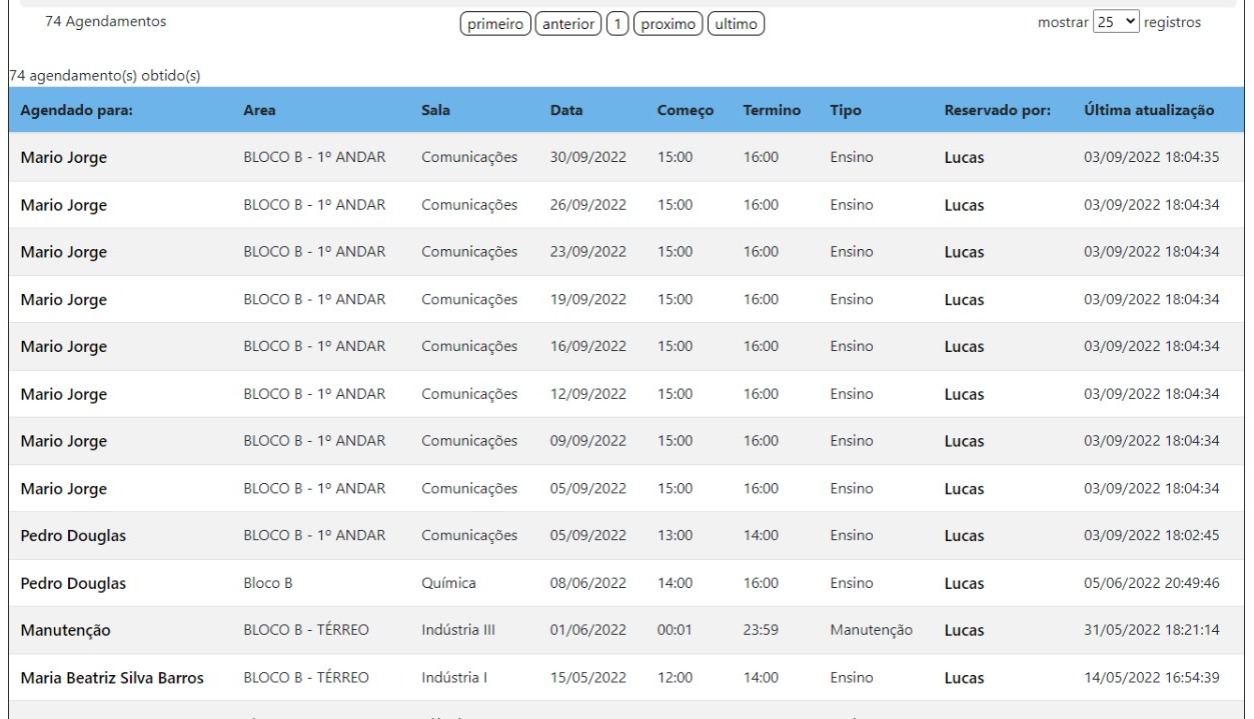 74 Agendamentos primeiro anterior 1 proximo ultimo mostrar 25 registros
74 agendamento(s) obtido(s)
Agendado para: Area Sala Data Começo Termino Tipo Reservado por: Última atualização
Mario Jorge BLOCO B - 1º ANDAR Comunicações 30/09/2022 15:00 16:00 Ensino Lucas 03/09/2022 18:04:35
Mario Jorge BLOCO B - 1º ANDAR Comunicações 26/09/2022 15:00 16:00 Ensino Lucas 03/09/2022 18:04:34
Mario Jorge BLOCO B - 1º ANDAR Comunicações 23/09/2022 15:00 16:00 Ensino Lucas 03/09/2022 18:04:34
Mario Jorge BLOCO B - 1º ANDAR Comunicações 19/09/2022 15:00 16:00 Ensino Lucas 03/09/2022 18:04:34
Mario Jorge BLOCO B - 1º ANDAR Comunicações 16/09/2022 15:00 16:00 Ensino Lucas 03/09/2022 18:04:34
Mario Jorge BLOCO B - 1º ANDAR Comunicações 12/09/2022 15:00 16:00 Ensino Lucas 03/09/2022 18:04:34
Mario Jorge BLOCO B - 1º ANDAR Comunicações 09/09/2022 15:00 16:00 Ensino Lucas 03/09/2022 18:04:34
Mario Jorge BLOCO B - 1º ANDAR Comunicações 05/09/2022 15:00 16:00 Ensino Lucas 03/09/2022 18:04:34
Pedro Douglas BLOCO B - 1º ANDAR Comunicações 05/09/2022 13:00 14:00 Ensino Lucas 03/09/2022 18:02:45
Pedro Douglas Bloco B Química 08/06/2022 14:00 16:00 Ensino Lucas 05/06/2022 20:49:46
Manutenção BLOCO B - TÉRREO Indústria III 01/06/2022 00:01 23:59 Manutenção Lucas 31/05/2022 18:21:14
Maria Beatriz Silva Barros BLOCO B - TÉRREO Indústria I 15/05/2022 12:00 14:00 Ensino Lucas 14/05/2022 16:54:39